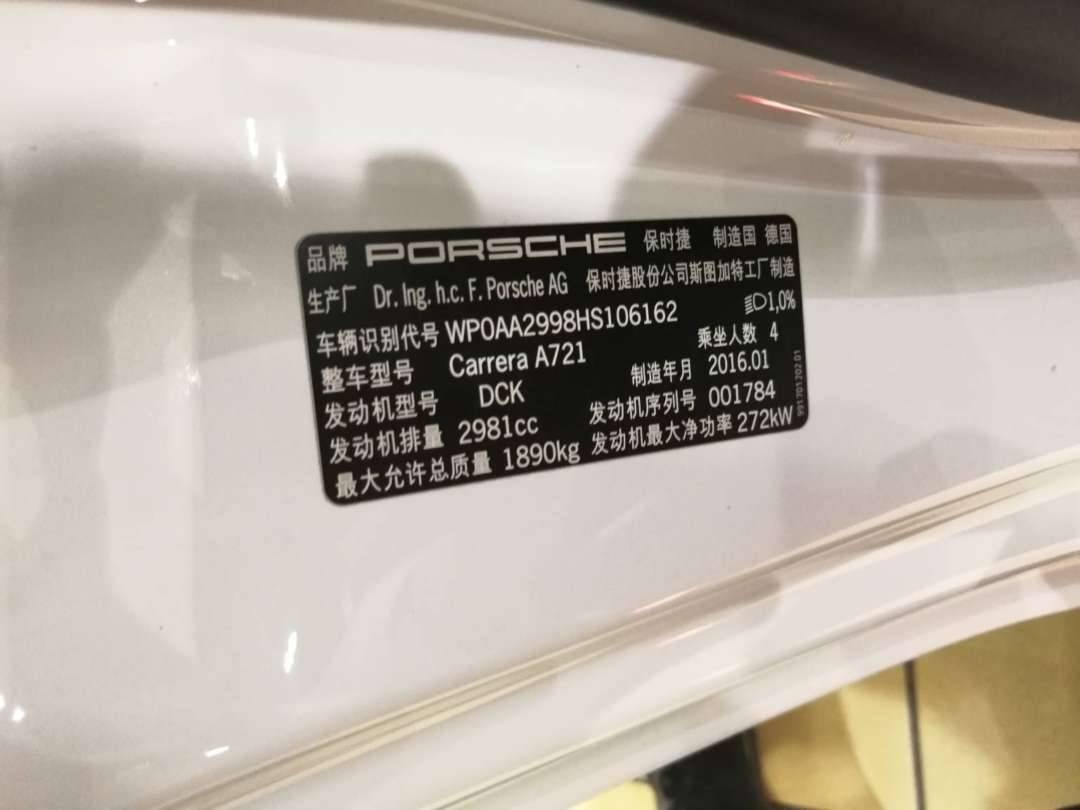 品牌 PORSCHE 保时捷 制造国 德国
生产厂 Dr. Ing. h.c. F. Porsche AG 保时捷股份公司斯图加特工厂制造
车辆识别代号 WP0AA2998HS106162 1,0%
整车型号 Carrera A721 乘坐人数 4
发动机型号 DCK 制造年月 2016.01
发动机排量 2981cc 发动机序列号 001784
最大允许总质量 1890kg 发动机最大净功率 272kW